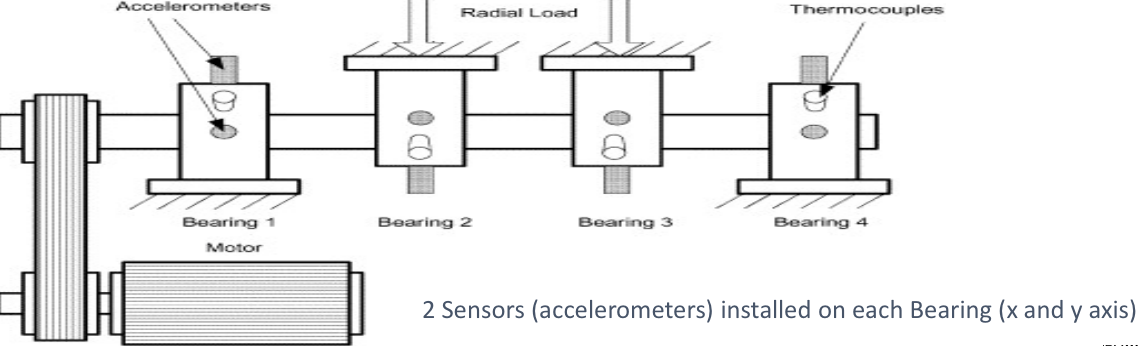 Accelerometers
Radial Load
Thermocouples
Bearing 1
Bearing 2
Bearing 3
Bearing 4
Motor
2 Sensors (accelerometers) installed on each Bearing (x and y axis)